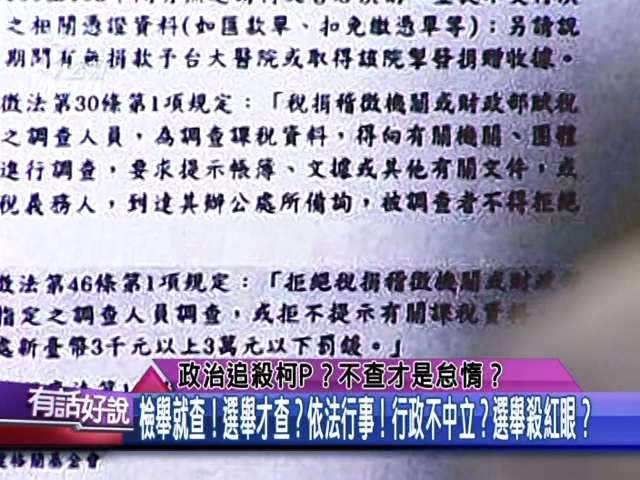 之相關憑證資料(如匯款單、扣免繳憑單等);另請說
期間有無捐款予台大醫院或取得該院掣發捐贈收據。
徵法第30條第1項規定:「稅捐稽徵機關或財政部賦稅
之調查人員,為調查課稅資料,得向有關機關、團體
進行調查,要求提示帳簿、文據或其他有關文件,或
稅義務人,到達其辦公處所備詢,被調查者不得拒絕
徵法第46條第1項規定:「拒絕稅捐稽徵機關或財政部
指定之調查人員調查,或拒不提示有關課稅資料
處新臺幣3千元以上3萬元以下罰鍰。」
政治追殺柯P?不查才是怠惰?
有話好說
檢舉就查!選舉才查?依法行事!行政不中立?選舉殺紅眼?
基金會